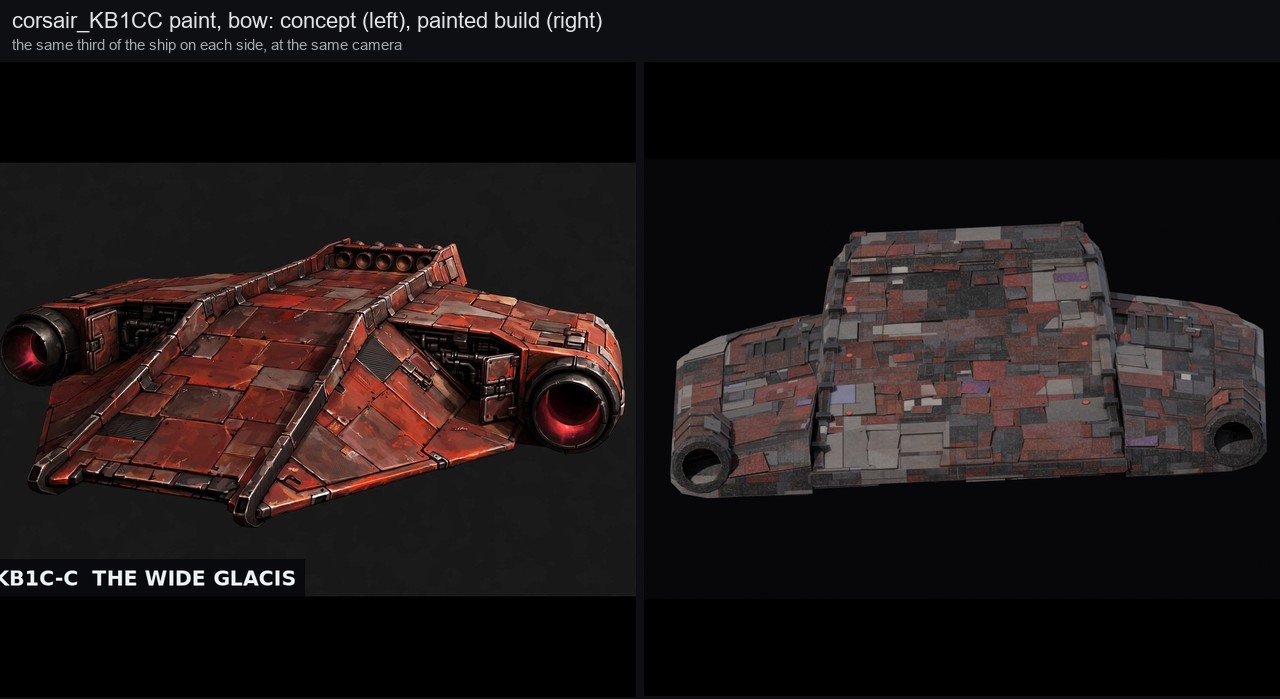 corsair_KB1CC paint, bow: concept (left), painted build (right)
the same third of the ship on each side, at the same camera
KB1C-C THE WIDE GLACIS